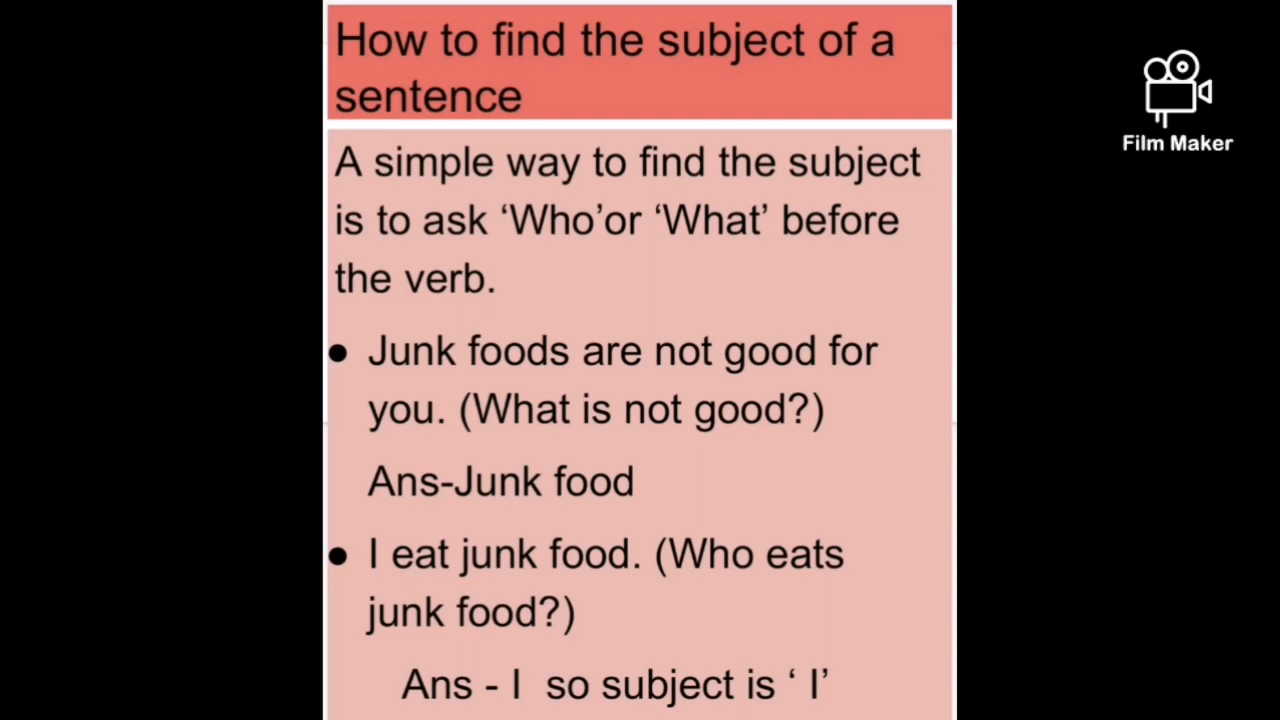 How to find the subject of a
sentence
Film Maker
A simple way to find the subject
is to ask ‘Who’or ‘What’ before
the verb.
● Junk foods are not good for
you. (What is not good?)
Ans-Junk food
● I eat junk food. (Who eats
junk food?)
Ans - I  so subject is ‘ I’